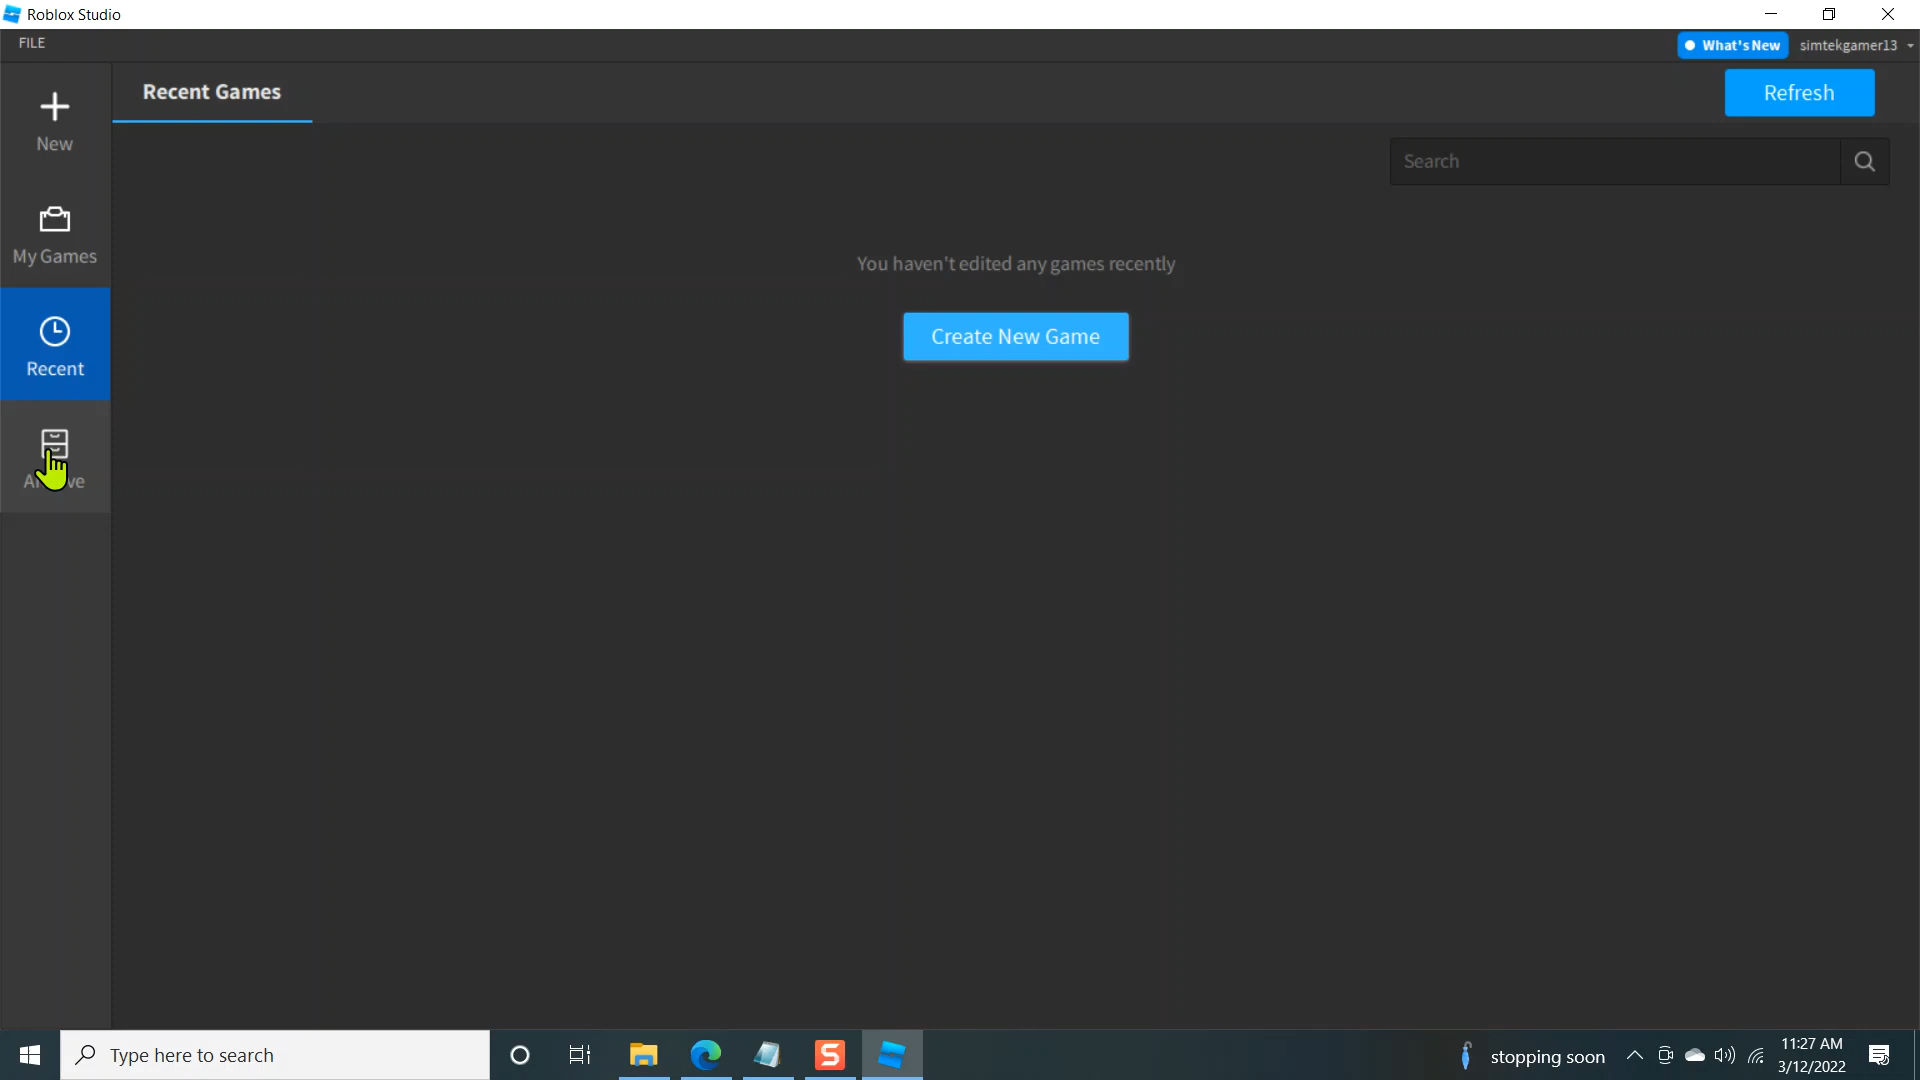 Roblox Studio
FILE
What's New
simtekgamer13
New
My Games
Recent
Recent Games
Refresh
Search
You haven't edited any games recently
Create New Game
Type here to search
stopping soon
11:27 AM
3/12/2022